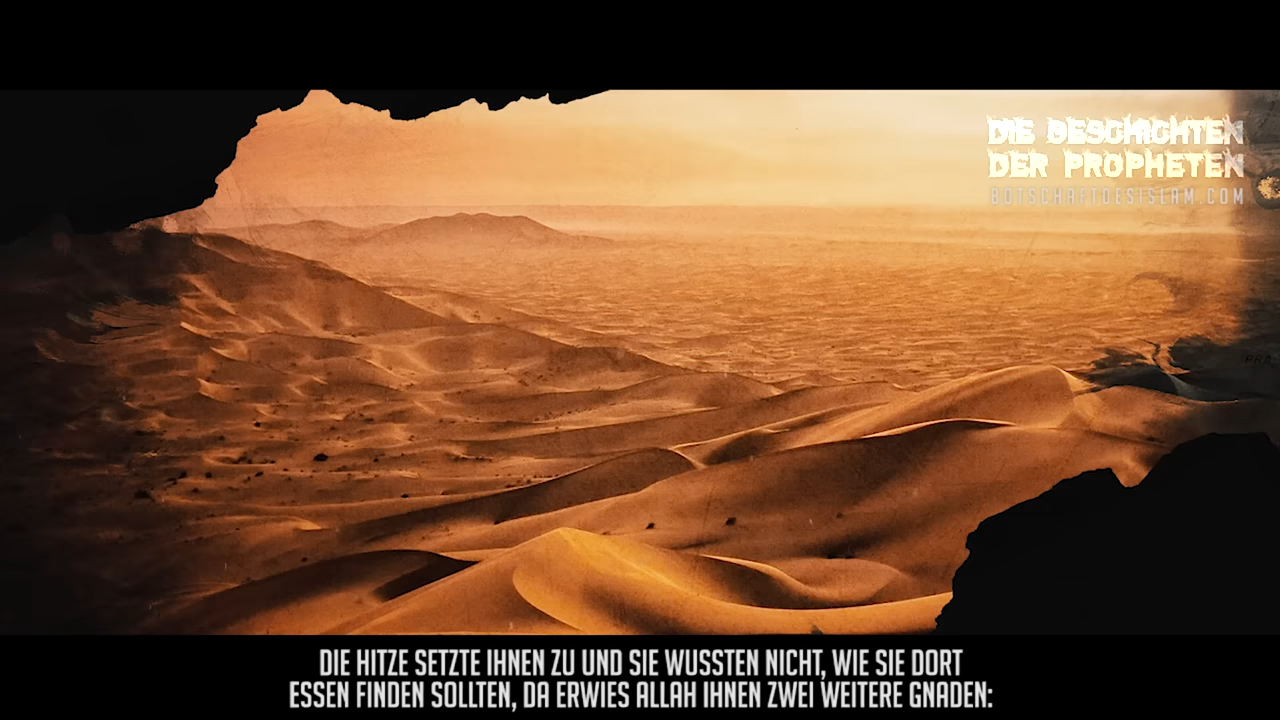 DIE GESCHICHTEN
DER PROPHETEN
BOTSCHAFTDESISLAM.COM
DIE HITZE SETZTE IHNEN ZU UND SIE WUSSTEN NICHT, WIE SIE DORT
ESSEN FINDEN SOLLTEN, DA ERWIES ALLAH IHNEN ZWEI WEITERE GNADEN: